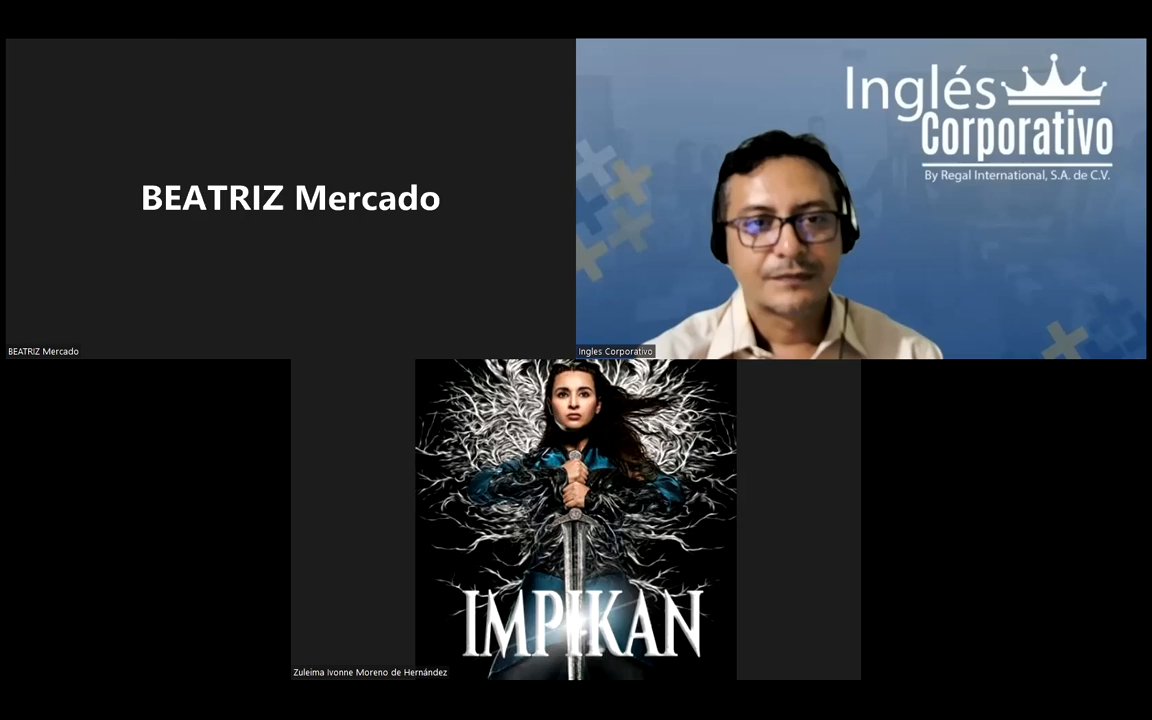 BEATRIZ Mercado
BEATRIZ Mercado
Inglés
Corporativo
By Regal International, S.A. de C.V.
Ingles Corporativo
IMPIKAN
Zuleima Ivonne Moreno de Hernández